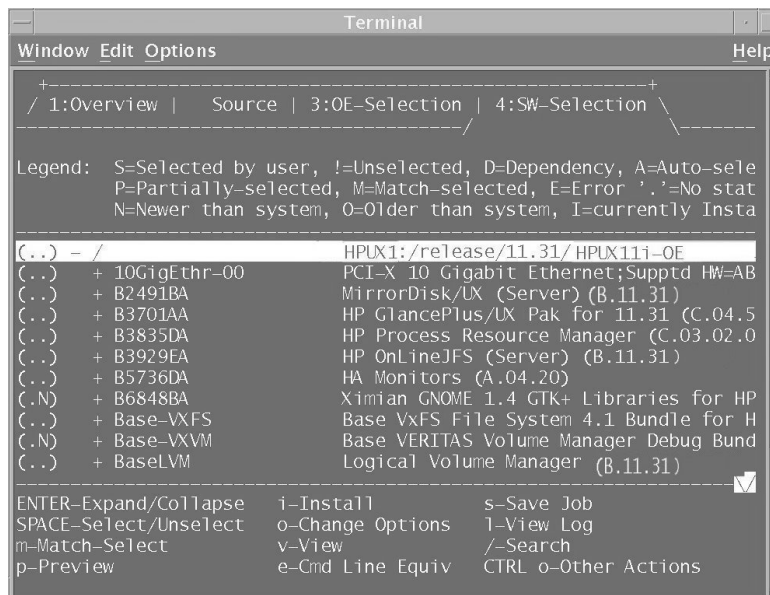 Terminal
Window Edit Options Help
+----------------------------------------------------+
/ 1:Overview | Source | 3:OE-Selection | 4:SW-Selection \
Legend: S=Selected by user, !=Unselected, D=Dependency, A=Auto-sele
P=Partially-selected, M=Match-selected, E=Error '.'=No stat
N=Newer than system, O=Older than system, I=currently Insta
(..) - / HPUX1:/release/11.31/HPUX11i-OE
(..) + 10GigEthr-00 PCI-X 10 Gigabit Ethernet;Supptd HW=AB
(..) + B2491BA MirrorDisk/UX (Server) (B.11.31)
(..) + B3701AA HP GlancePlus/UX Pak for 11.31 (C.04.5
(..) + B3835DA HP Process Resource Manager (C.03.02.0
(..) + B3929EA HP OnLineJFS (Server) (B.11.31)
(..) + B5736DA HA Monitors (A.04.20)
(.N) + B6848BA Ximian GNOME 1.4 GTK+ Libraries for HP
(..) + Base-VXFS Base VxFS File System 4.1 Bundle for H
(.N) + Base-VXVM Base VERITAS Volume Manager Debug Bund
(..) + BaseLVM Logical Volume Manager (B.11.31)
ENTER-Expand/Collapse i-Install s-Save Job
SPACE-Select/Unselect o-Change Options l-View Log
m-Match-Select v-View /-Search
p-Preview e-Cmd Line Equiv CTRL o-Other Actions